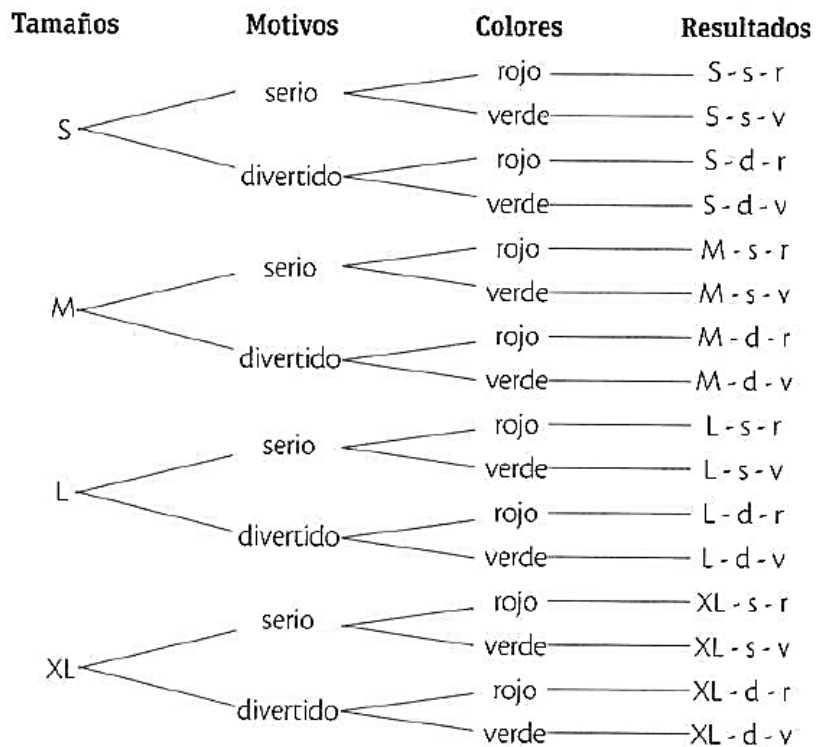 Tamaños Motivos Colores Resultados
rojo S - s - r
serio
verde S - s - v
S
rojo S - d - r
divertido
verde S - d - v
rojo M - s - r
serio
verde M - s - v
M
rojo M - d - r
divertido
verde M - d - v
rojo L - s - r
serio
verde L - s - v
L
rojo L - d - r
divertido
verde L - d - v
rojo XL - s - r
serio
verde XL - s - v
XL
rojo XL - d - r
divertido
verde XL - d - v